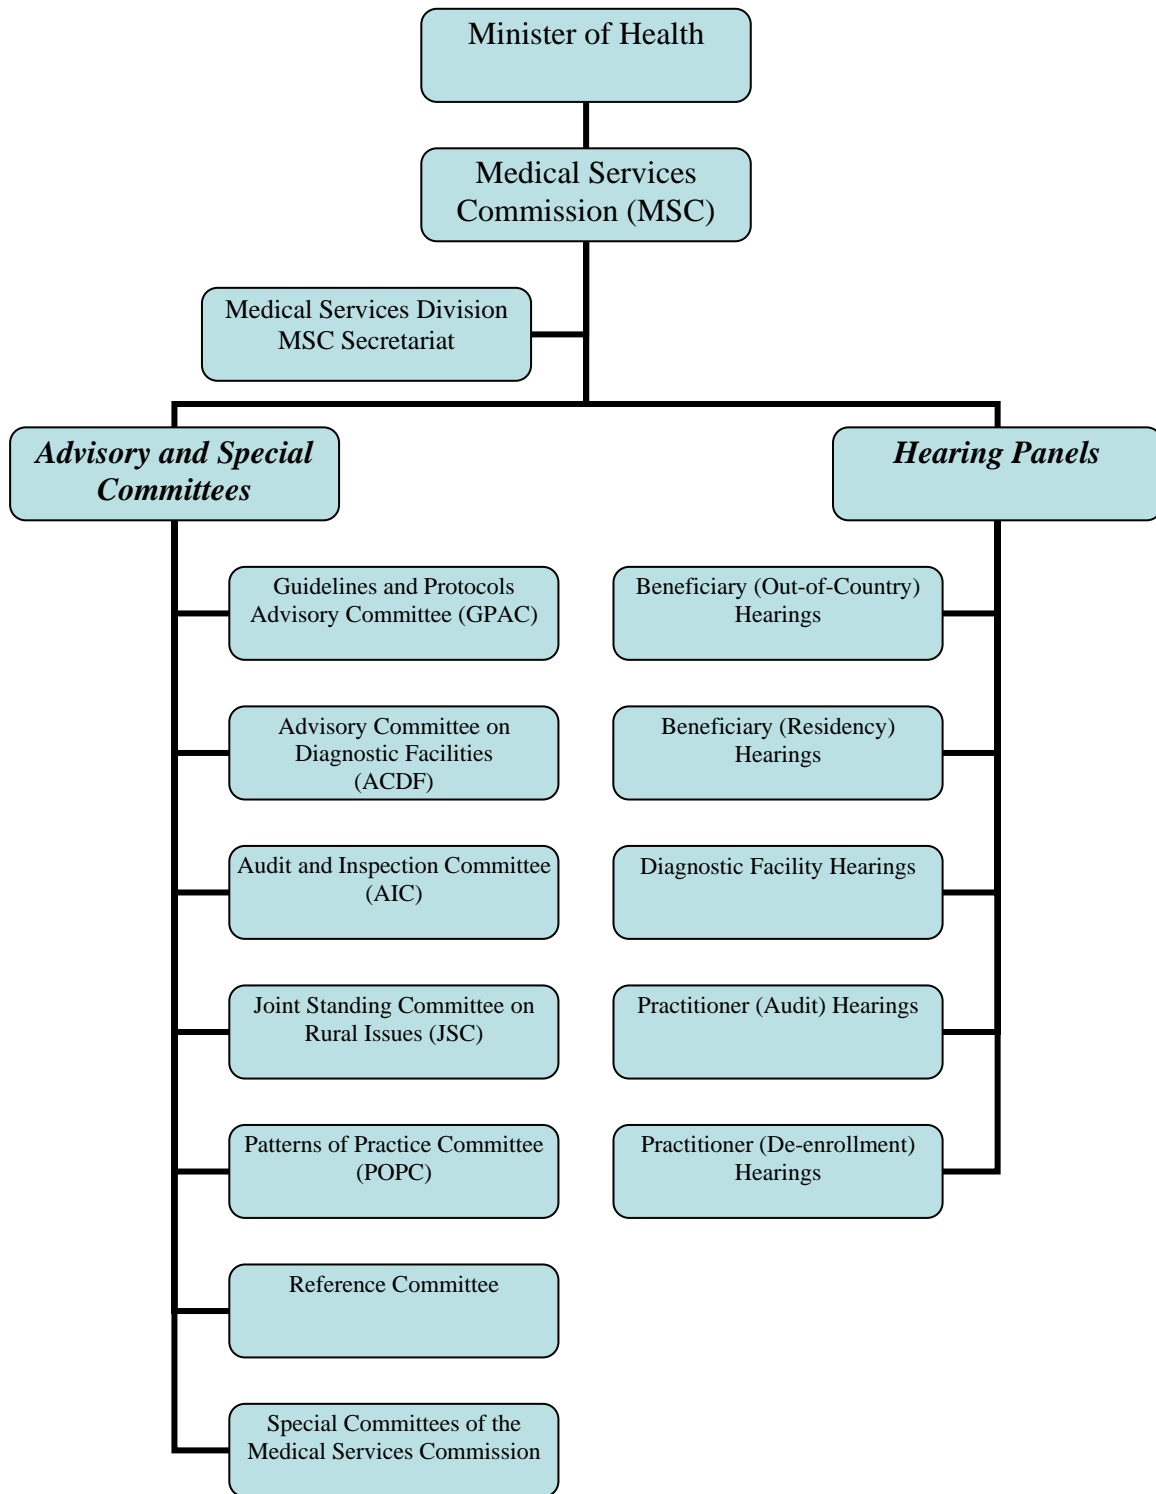 Minister of Health
Medical Services
Commission (MSC)
Medical Services Division
MSC Secretariat
Advisory and Special
Committees
Hearing Panels
Guidelines and Protocols
Advisory Committee (GPAC)
Beneficiary (Out-of-Country)
Hearings
Advisory Committee on
Diagnostic Facilities
(ACDF)
Beneficiary (Residency)
Hearings
Audit and Inspection Committee
(AIC)
Diagnostic Facility Hearings
Joint Standing Committee on
Rural Issues (JSC)
Practitioner (Audit) Hearings
Patterns of Practice Committee
(POPC)
Practitioner (De-enrollment)
Hearings
Reference Committee
Special Committees of the
Medical Services Commission